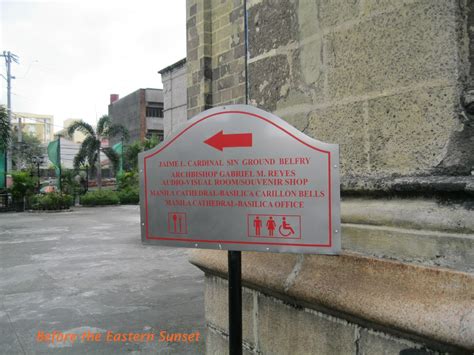 JAIME L. CARDINAL SIN GROUND BELFRY
ARCHBISHOP GABRIEL M. REYES
AUDIO-VISUAL ROOM/SOUVENIR SHOP
MANILA CATHEDRAL-BASILICA CARILLON BELLS
MANILA CATHEDRAL-BASILICA OFFICE
Before the Eastern Sunset